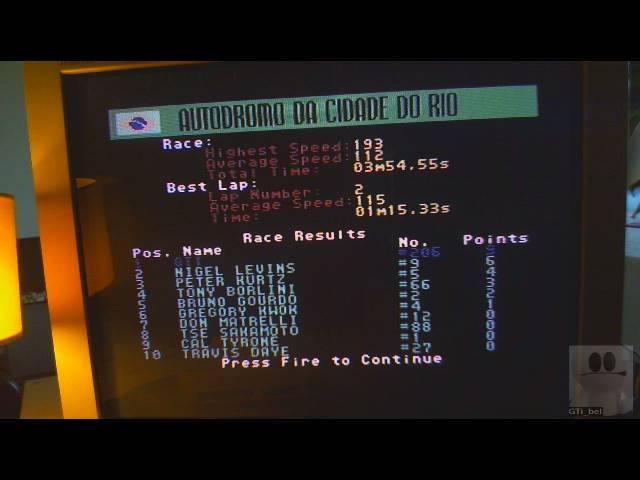 AUTODROMO DA CIDADE DO RIO
Race:
Highest Speed: 193
Average Speed: 112
Total Time: 03m54.55s
Best Lap:
Lap Number: 2
Average Speed: 115
Time: 01m15.33s
Race Results
Pos. Name No. Points
1 GTI #206 9
2 NIGEL LEVINS #9 6
3 PETER KURTZ #5 4
4 TONY BORLINI #66 3
5 BRUNO GOURDO #2 2
6 GREGORY KWOK #4 1
7 DON MATRELLI #12 0
8 TSE SAKAMOTO #88 0
9 CAL TYRONE #1 0
10 TRAVIS DAYE #27 0
Press Fire to Continue
GTi_bel